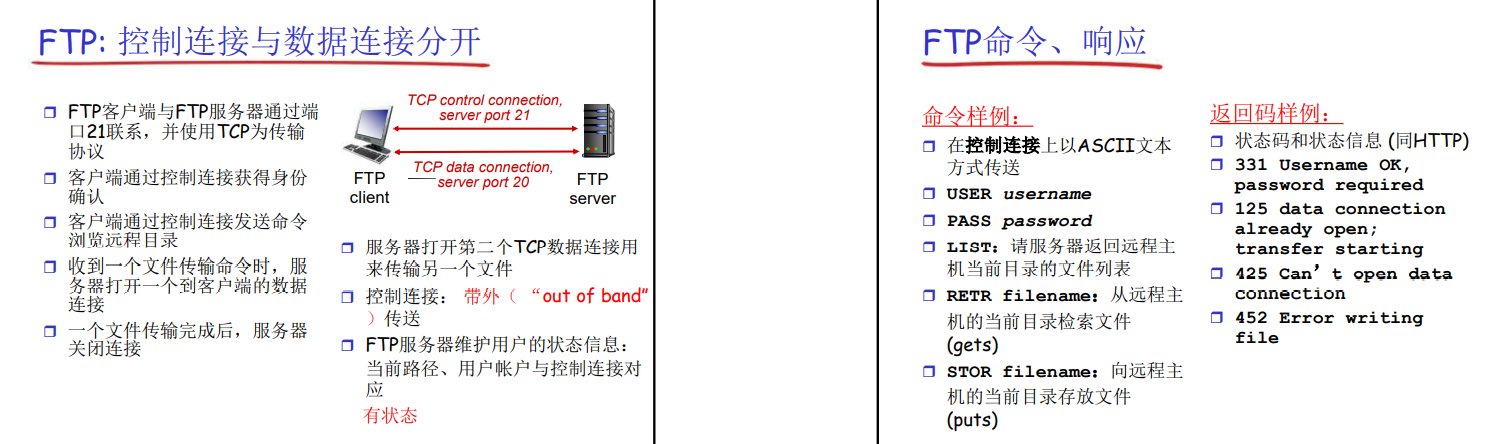 FTP: 控制连接与数据连接分开
FTP客户端与FTP服务器通过端
口21联系，并使用TCP为传输
协议
客户端通过控制连接获得身份
确认
客户端通过控制连接发送命令
浏览远程目录
收到一个文件传输命令时，服
务器打开一个到客户端的数据
连接
一个文件传输完成后，服务器
关闭连接
TCP control connection,
server port 21
TCP data connection,
server port 20
FTP
client
FTP
server
服务器打开第二个TCP数据连接用
来传输另一个文件
控制连接： 带外（ “out of band”
）传送
FTP服务器维护用户的状态信息：
当前路径、用户帐户与控制连接对
应
有状态
FTP命令、响应
命令样例：
在控制连接上以ASCII文本
方式传送
USER username
PASS password
LIST：请服务器返回远程主
机当前目录的文件列表
RETR filename：从远程主
机的当前目录检索文件
(gets)
STOR filename：向远程主
机的当前目录存放文件
(puts)
返回码样例：
状态码和状态信息 (同HTTP)
331 Username OK,
password required
125 data connection
already open;
transfer starting
425 Can’t open data
connection
452 Error writing
file